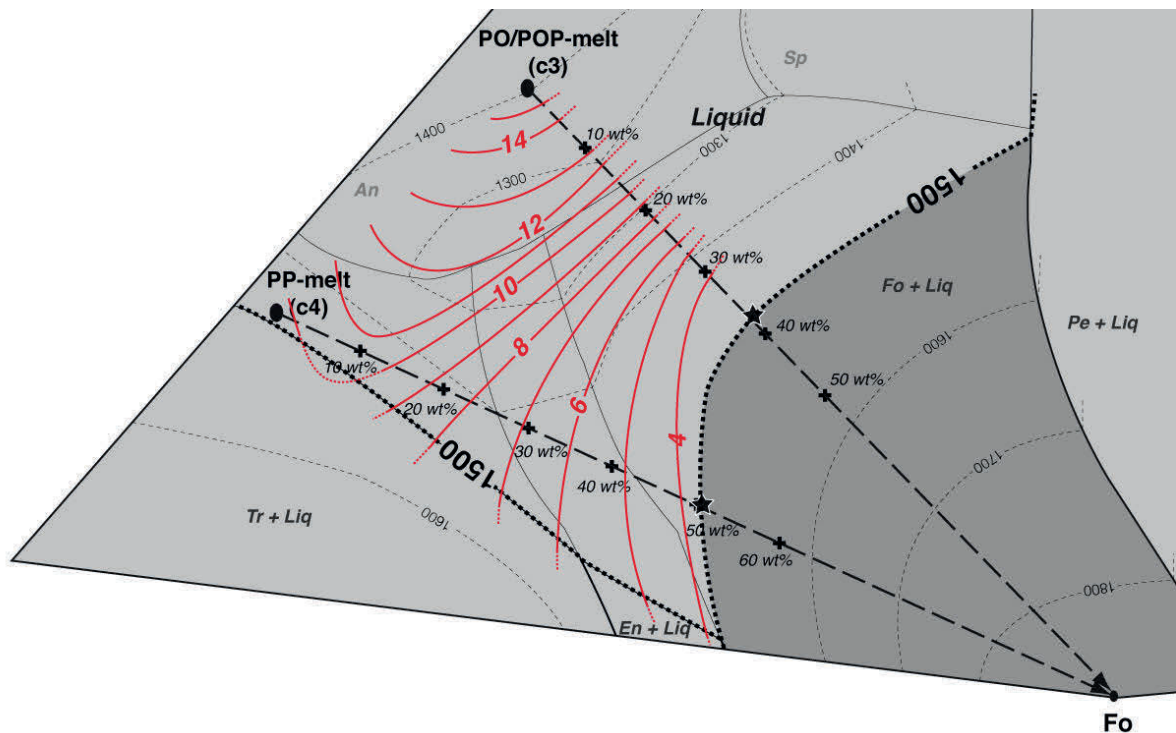 PO/POP-melt
(c3)
Sp
1400
14
10 wt%
Liquid
1300
1400
An
1300
1500
12
20 wt%
PP-melt
(c4)
10
30 wt%
Fo + Liq
40 wt%
1600
Pe + Liq
8
10 wt%
20 wt%
50 wt%
6
30 wt%
4
1500
40 wt%
1700
Tr + Liq
1600
50 wt%
60 wt%
1800
En + Liq
Fo